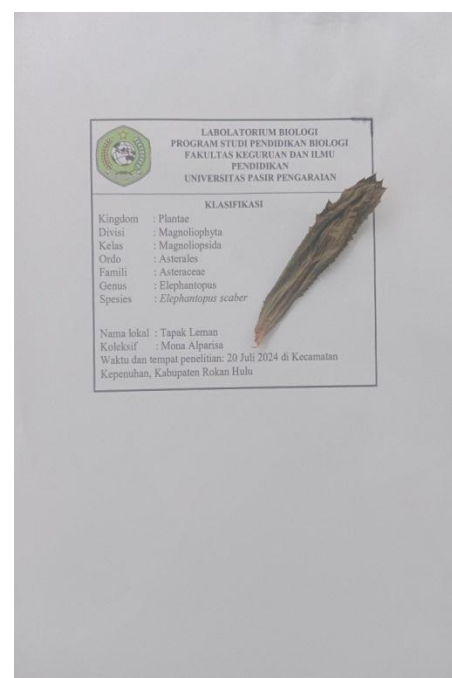 LABOLATORIUM BIOLOGI
PROGRAM STUDI PENDIDIKAN BIOLOGI
FAKULTAS KEGURUAN DAN ILMU
PENDIDIKAN
UNIVERSITAS PASIR PENGARAIAN
KLASIFIKASI
Kingdom : Plantae
Divisi : Magnoliophyta
Kelas : Magnoliopsida
Ordo : Asterales
Famili : Asteraceae
Genus : Elephantopus
Spesies : Elephantopus scaber
Nama lokal : Tapak Leman
Koleksif : Mona Alparisa
Waktu dan tempat penelitian: 20 Juli 2024 di Kecamatan
Kepenuhan, Kabupaten Rokan Hulu